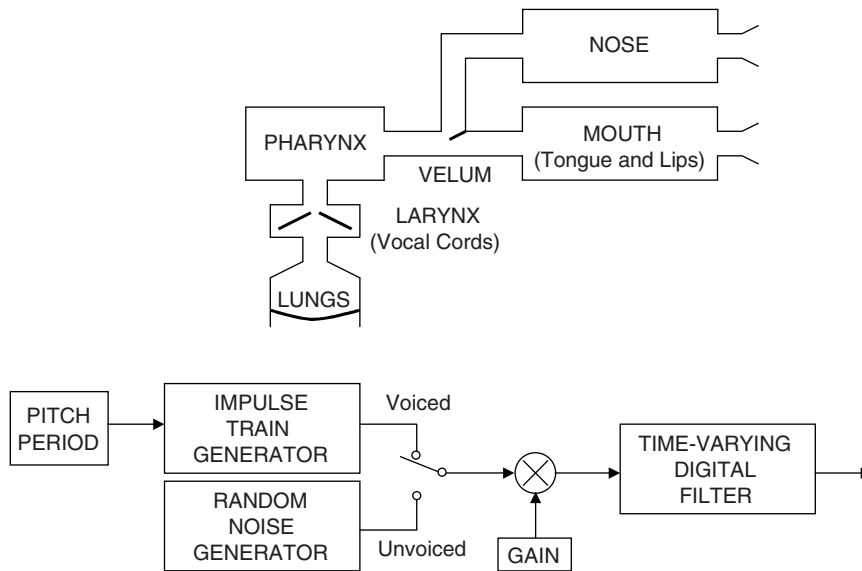 NOSE
PHARYNX
MOUTH
(Tongue and Lips)
VELUM
LARYNX
(Vocal Cords)
LUNGS
PITCH
PERIOD
IMPULSE
TRAIN
GENERATOR
Voiced
RANDOM
NOISE
GENERATOR
Unvoiced
GAIN
TIME-VARYING
DIGITAL
FILTER